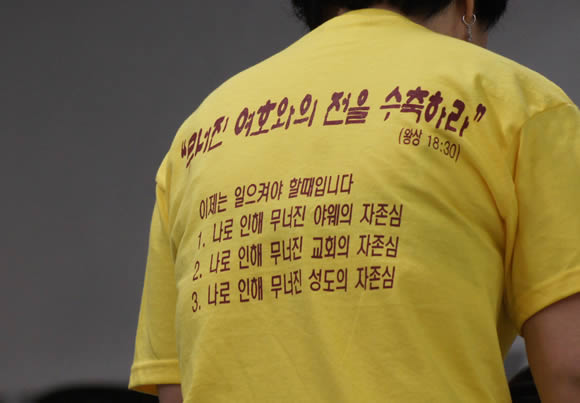 "무너진 여호와의 전을 수축하라"
(왕상 18:30)
이제는 일으켜야 할때입니다
1. 나로 인해 무너진 야웨의 자존심
2. 나로 인해 무너진 교회의 자존심
3. 나로 인해 무너진 성도의 자존심